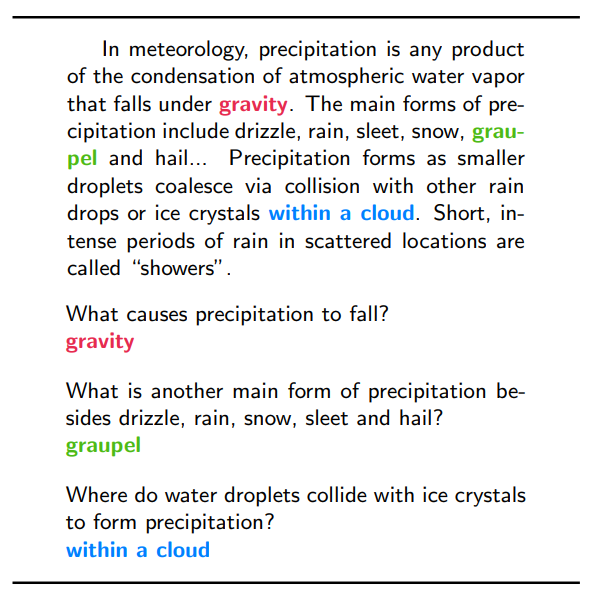 In meteorology, precipitation is any product
of the condensation of atmospheric water vapor
that falls under gravity. The main forms of pre-
cipitation include drizzle, rain, sleet, snow, grau-
pel and hail... Precipitation forms as smaller
droplets coalesce via collision with other rain
drops or ice crystals within a cloud. Short, in-
tense periods of rain in scattered locations are
called “showers”.
What causes precipitation to fall?
gravity
What is another main form of precipitation be-
sides drizzle, rain, snow, sleet and hail?
graupel
Where do water droplets collide with ice crystals
to form precipitation?
within a cloud